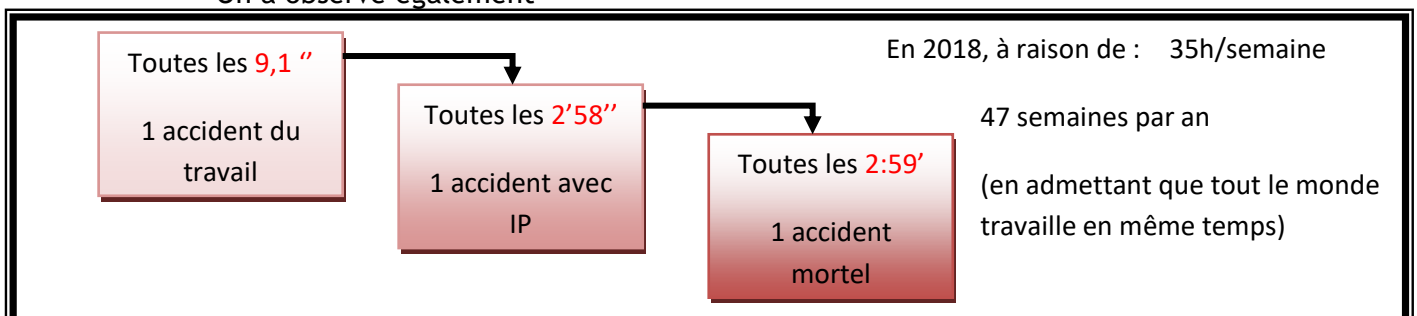 On a observé également
Toutes les 9,1 ‘’
1 accident du
travail
Toutes les 2’58’’
1 accident avec
IP
Toutes les 2:59’
1 accident
mortel
En 2018, à raison de : 35h/semaine
47 semaines par an
(en admettant que tout le monde
travaille en même temps)